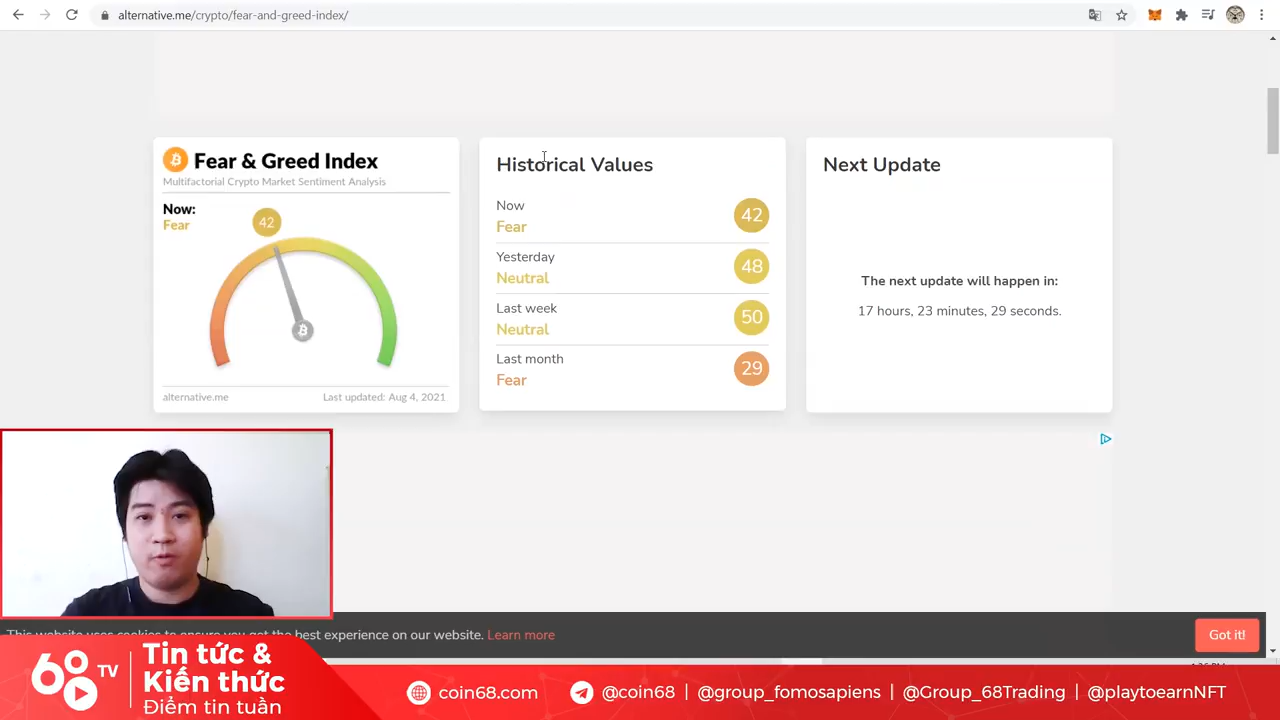 alternative.me/crypto/fear-and-greed-index/
Fear & Greed Index
Multifactorial Crypto Market Sentiment Analysis
Now:
Fear
42
alternative.me
Last updated: Aug 4, 2021
Historical Values
Now
Fear
42
Yesterday
Neutral
48
Last week
Neutral
50
Last month
Fear
29
Next Update
The next update will happen in:
17 hours, 23 minutes, 29 seconds.
This website uses cookies to ensure you get the best experience on our website. Learn more
Got it!
68 TV
Tin tức &
Kiến thức
Điểm tin tuần
coin68.com
@coin68 | @group_fomosapiens | @Group_68Trading | @playtoearnNFT